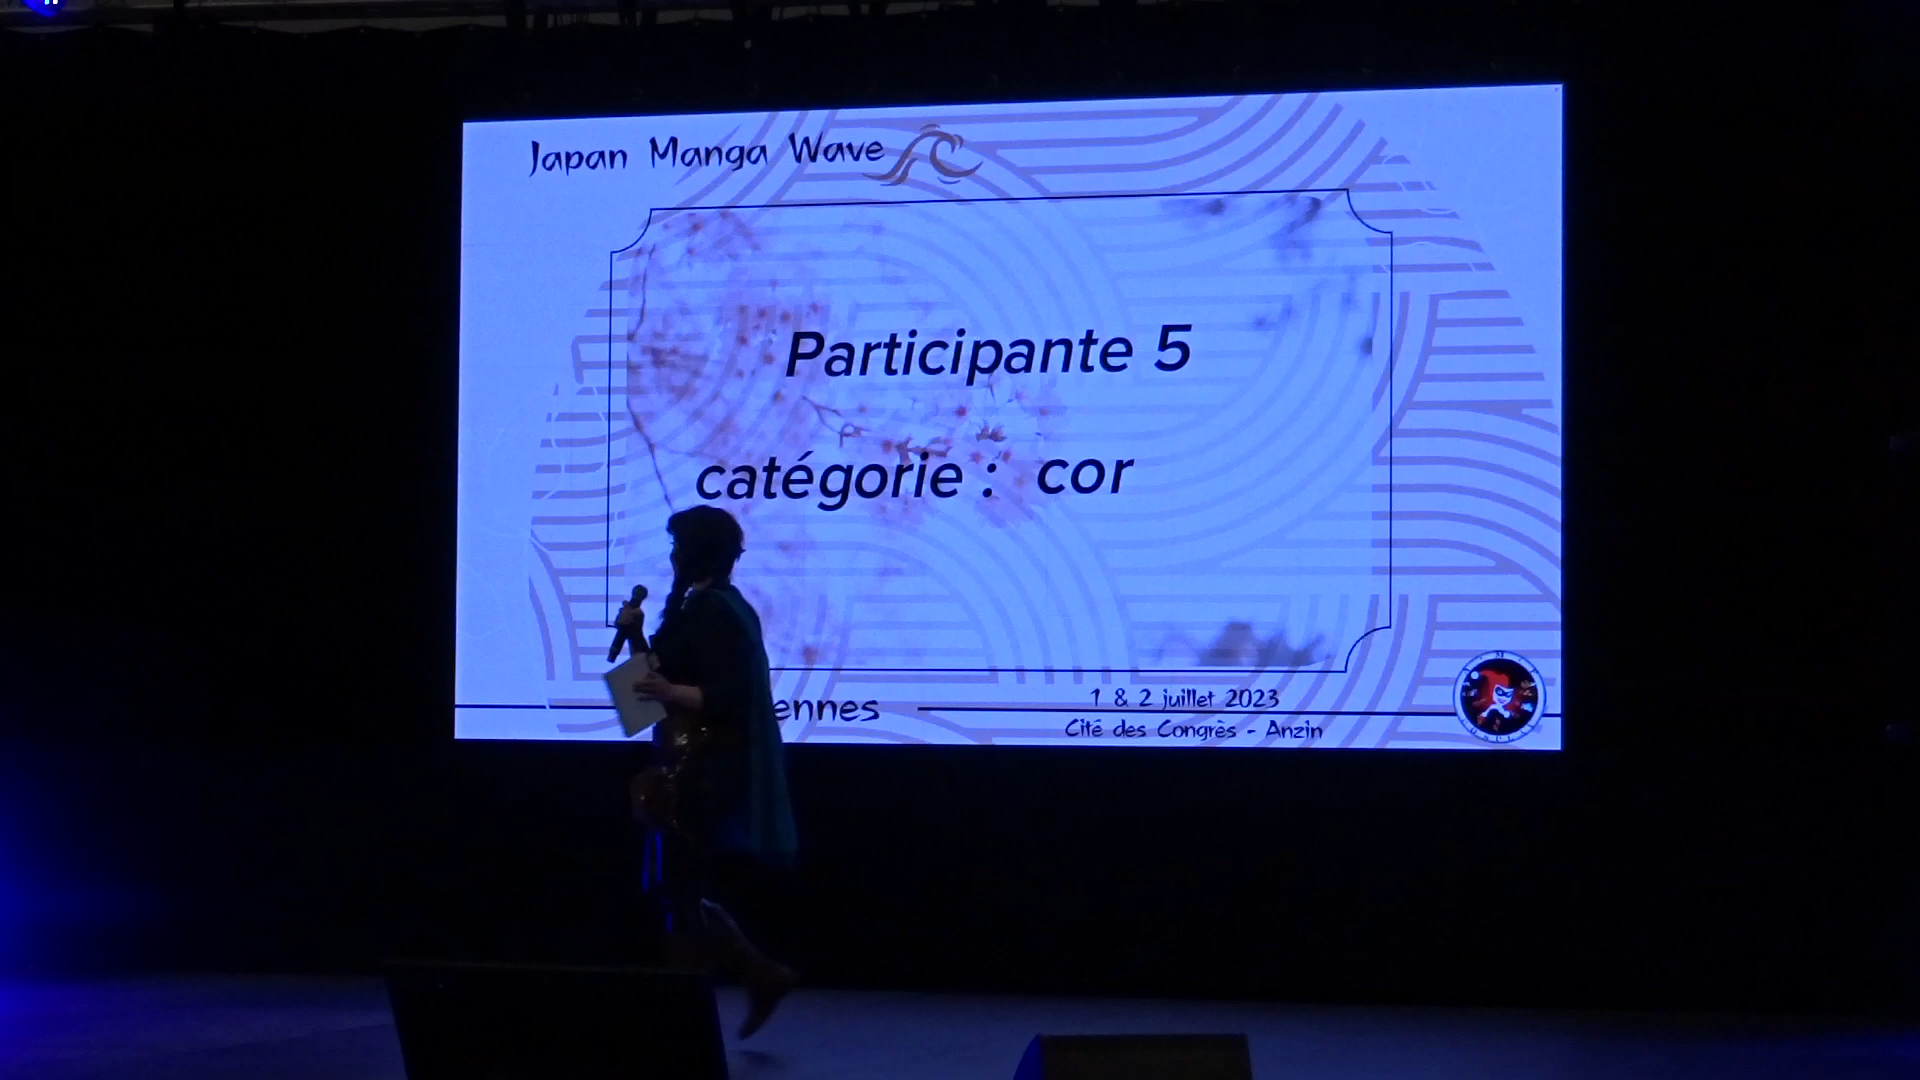 Japan Manga Wave
Participante 5
catégorie : cor
ennes
1 & 2 juillet 2023
Cité des Congrès - Anzin